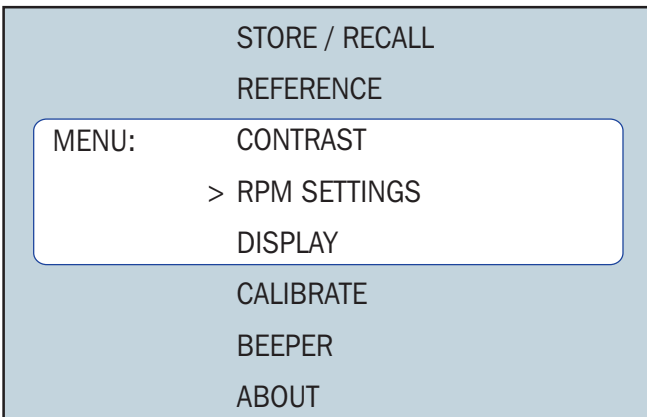 STORE / RECALL
REFERENCE
MENU: CONTRAST
> RPM SETTINGS
DISPLAY
CALIBRATE
BEEPER
ABOUT